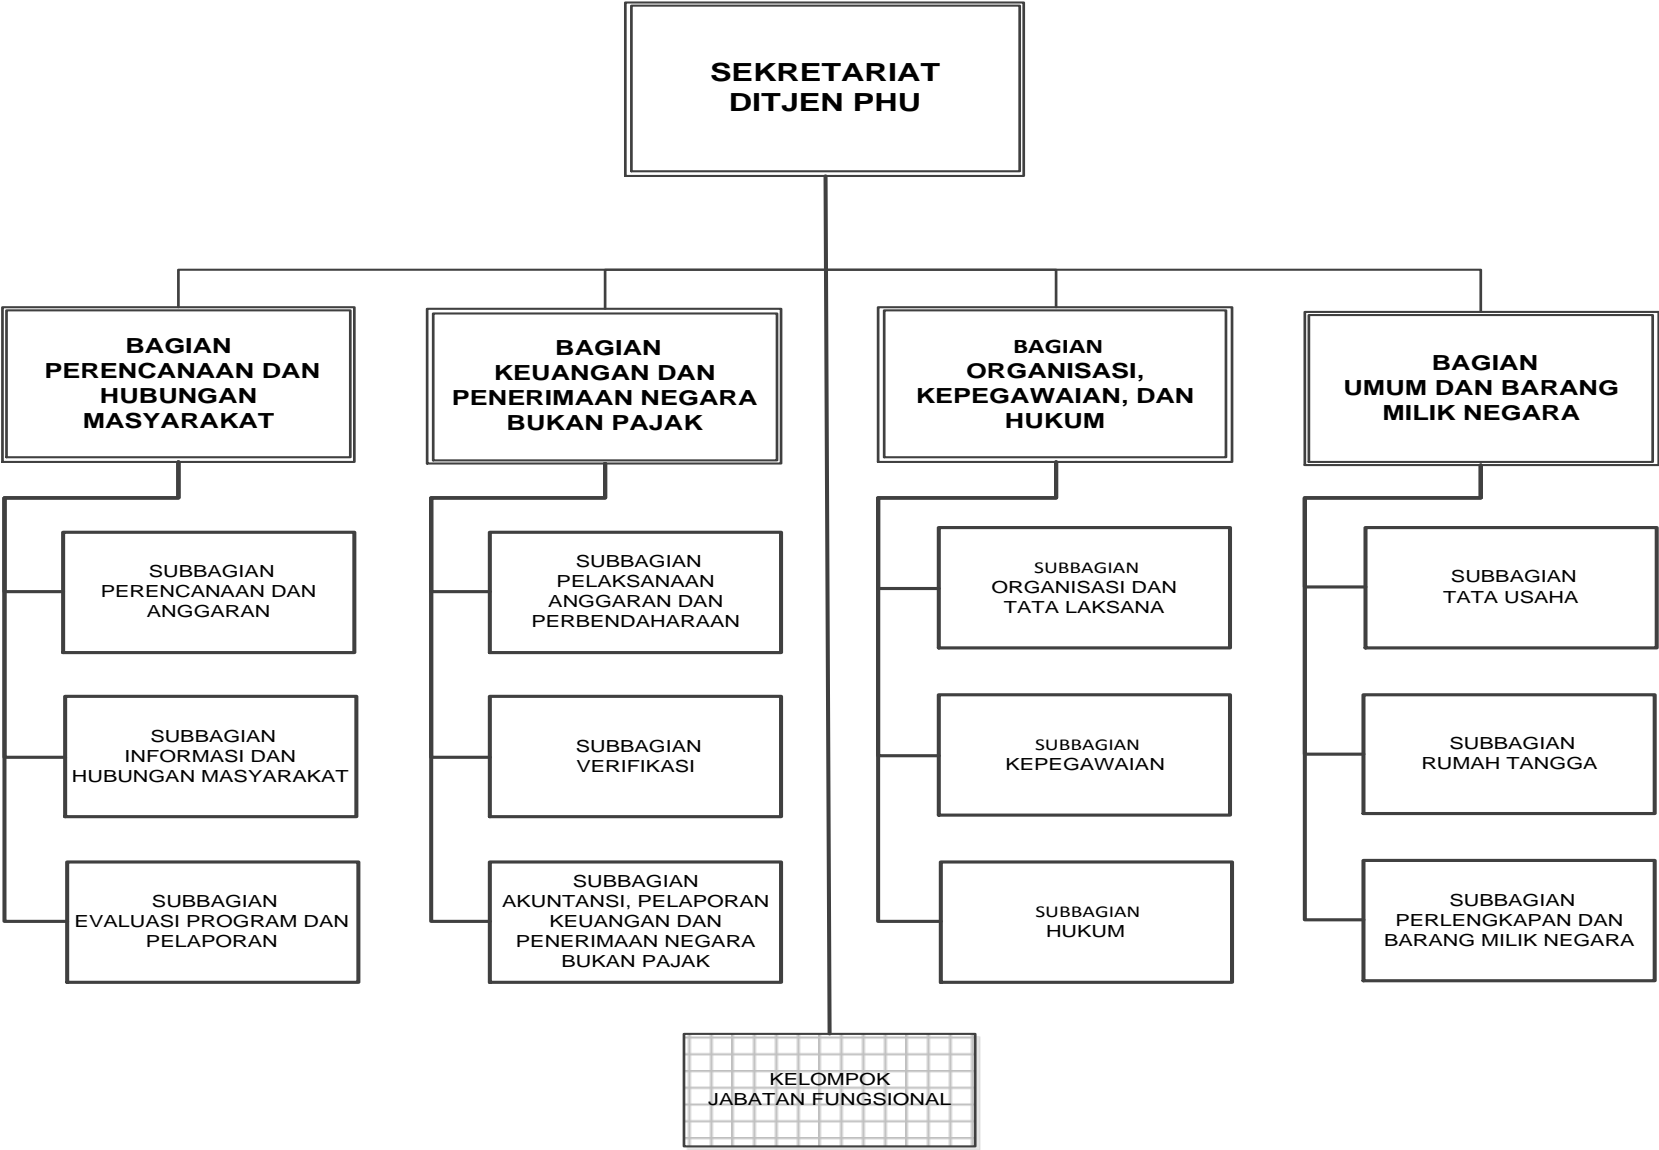 SEKRETARIAT
DITJEN PHU
BAGIAN
PERENCANAAN DAN
HUBUNGAN
MASYARAKAT
BAGIAN
KEUANGAN DAN
PENERIMAAN NEGARA
BUKAN PAJAK
BAGIAN
ORGANISASI,
KEPEGAWAIAN, DAN
HUKUM
BAGIAN
UMUM DAN BARANG
MILIK NEGARA
SUBBAGIAN
PERENCANAAN DAN
ANGGARAN
SUBBAGIAN
PELAKSANAAN
ANGGARAN DAN
PERBENDAHARAAN
SUBBAGIAN
ORGANISASI DAN
TATA LAKSANA
SUBBAGIAN
TATA USAHA
SUBBAGIAN
INFORMASI DAN
HUBUNGAN MASYARAKAT
SUBBAGIAN
VERIFIKASI
SUBBAGIAN
KEPEGAWAIAN
SUBBAGIAN
RUMAH TANGGA
SUBBAGIAN
EVALUASI PROGRAM DAN
PELAPORAN
SUBBAGIAN
AKUNTANSI, PELAPORAN
KEUANGAN DAN
PENERIMAAN NEGARA
BUKAN PAJAK
SUBBAGIAN
HUKUM
SUBBAGIAN
PERLENGKAPAN DAN
BARANG MILIK NEGARA
KELOMPOK
JABATAN FUNGSIONAL